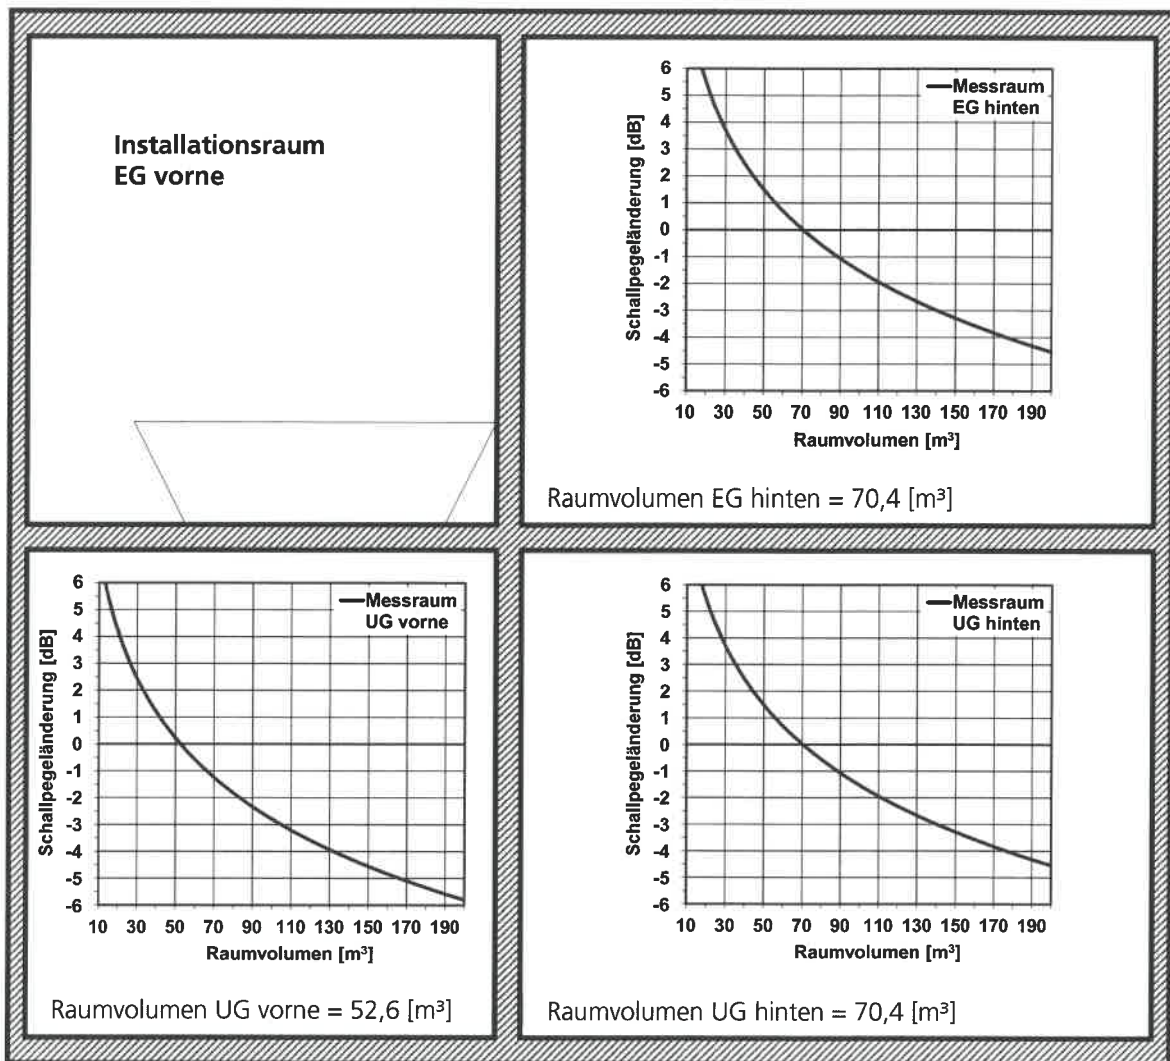 Installationsraum
EG vorne
Schallpegeländerung [dB]
6
5
4
3
2
1
0
-1
-2
-3
-4
-5
-6
Messraum
EG hinten
10 30 50 70 90 110 130 150 170 190
Raumvolumen [m³]
Raumvolumen EG hinten = 70,4 [m³]
Schallpegeländerung [dB]
6
5
4
3
2
1
0
-1
-2
-3
-4
-5
-6
Messraum
UG vorne
10 30 50 70 90 110 130 150 170 190
Raumvolumen [m³]
Raumvolumen UG vorne = 52,6 [m³]
Schallpegeländerung [dB]
6
5
4
3
2
1
0
-1
-2
-3
-4
-5
-6
Messraum
UG hinten
10 30 50 70 90 110 130 150 170 190
Raumvolumen [m³]
Raumvolumen UG hinten = 70,4 [m³]